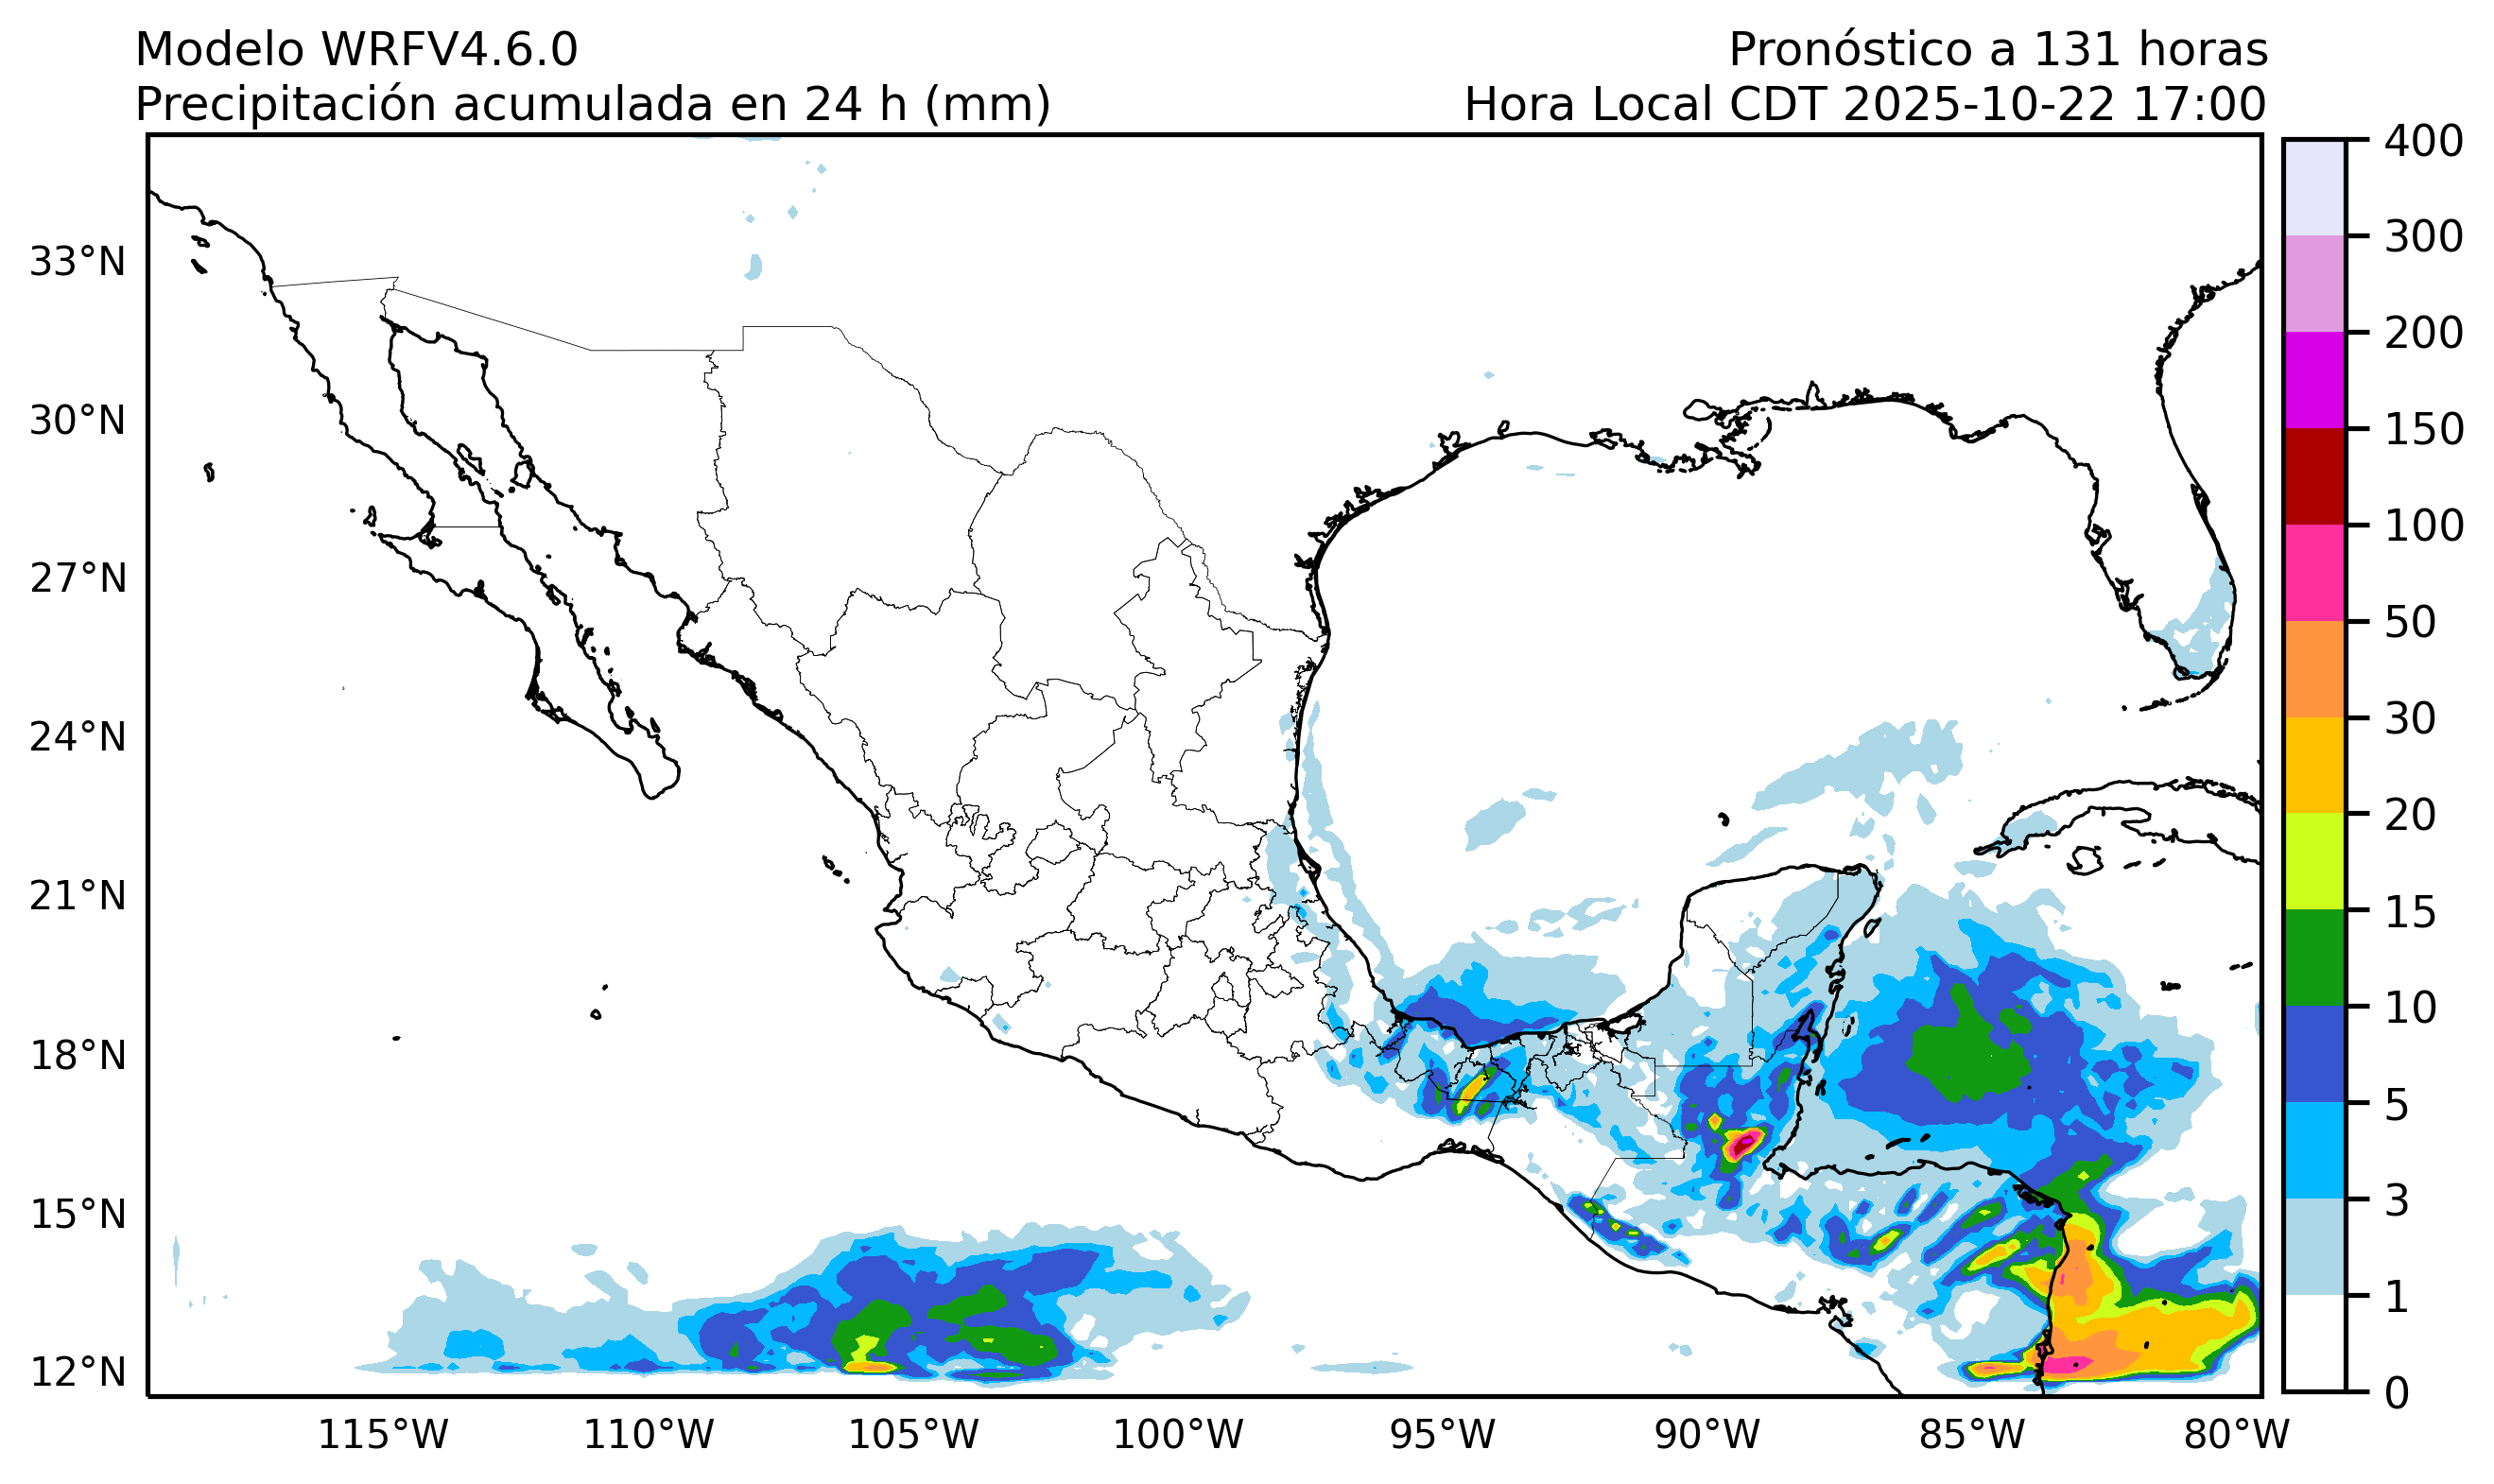 Modelo WRFV4.6.0
Pronóstico a 131 horas
Precipitación acumulada en 24 h (mm)
Hora Local CDT 2025-10-22 17:00
33°N
30°N
27°N
24°N
21°N
18°N
15°N
12°N
115°W
110°W
105°W
100°W
95°W
90°W
85°W
80°W
400
300
200
150
100
50
30
20
15
10
5
3
1
0